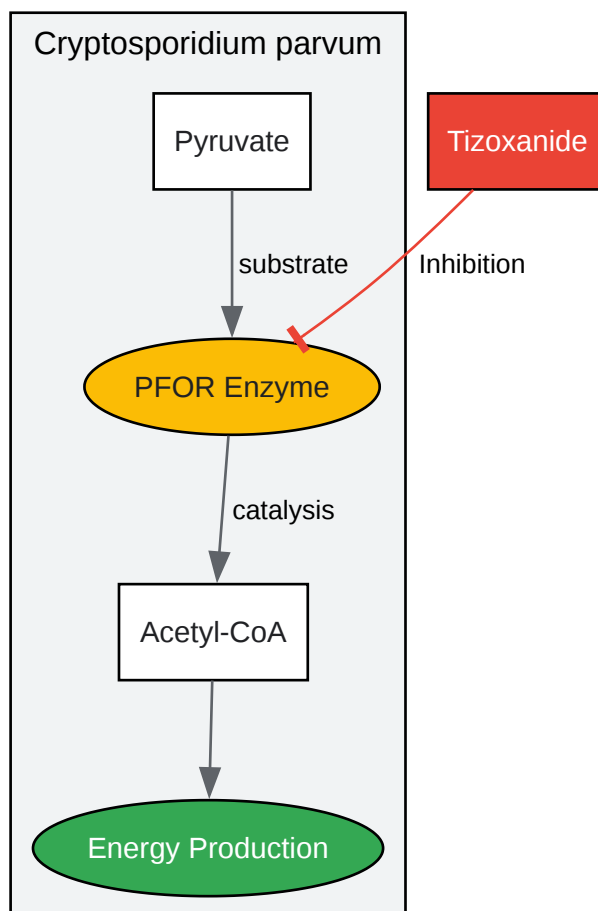 Cryptosporidium parvum
Pyruvate
Tizoxanide
substrate
Inhibition
PFOR Enzyme
catalysis
Acetyl-CoA
Energy Production